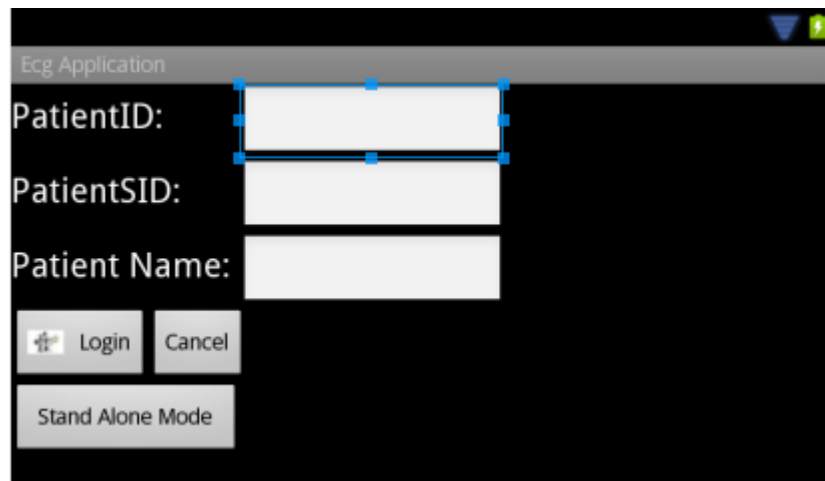 Ecg Application
PatientID:
PatientSID:
Patient Name:
Login Cancel
Stand Alone Mode